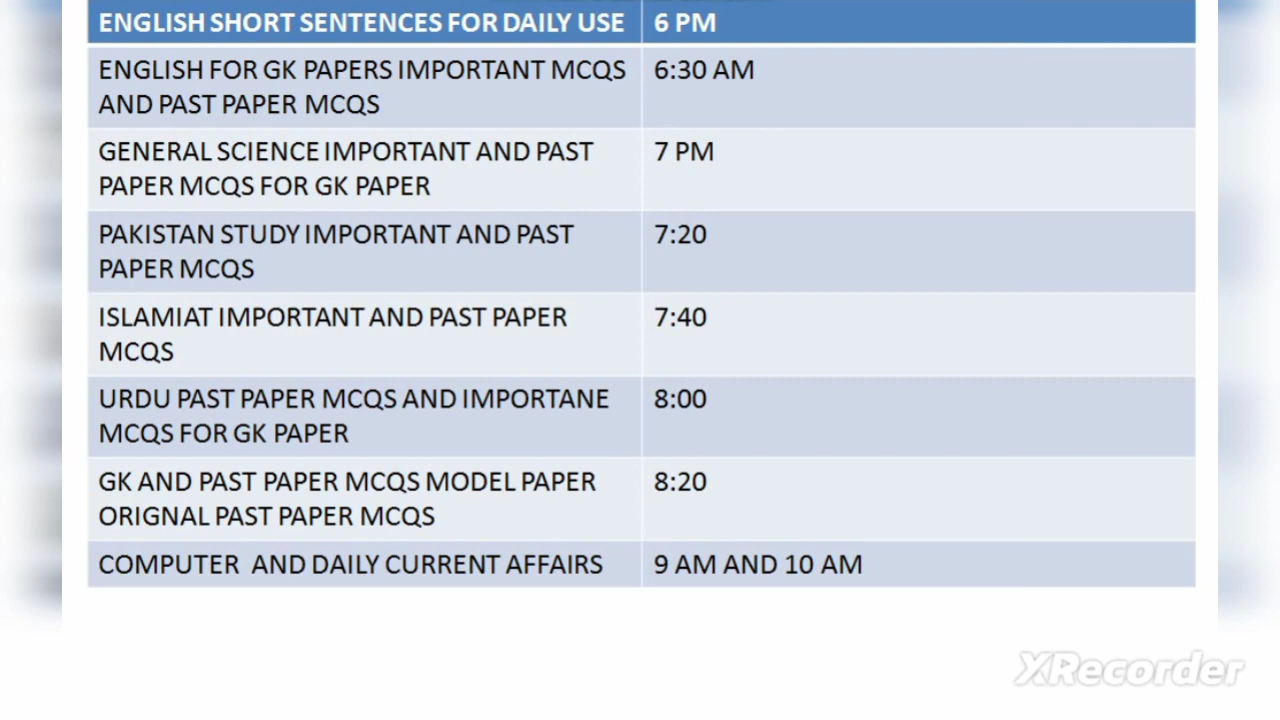 ENGLISH SHORT SENTENCES FOR DAILY USE 6 PM
ENGLISH FOR GK PAPERS IMPORTANT MCQS 6:30 AM
AND PAST PAPER MCQS
GENERAL SCIENCE IMPORTANT AND PAST 7 PM
PAPER MCQS FOR GK PAPER
PAKISTAN STUDY IMPORTANT AND PAST 7:20
PAPER MCQS
ISLAMIAT IMPORTANT AND PAST PAPER 7:40
MCQS
URDU PAST PAPER MCQS AND IMPORTANE 8:00
MCQS FOR GK PAPER
GK AND PAST PAPER MCQS MODEL PAPER 8:20
ORIGNAL PAST PAPER MCQS
COMPUTER AND DAILY CURRENT AFFAIRS 9 AM AND 10 AM
XRecorder